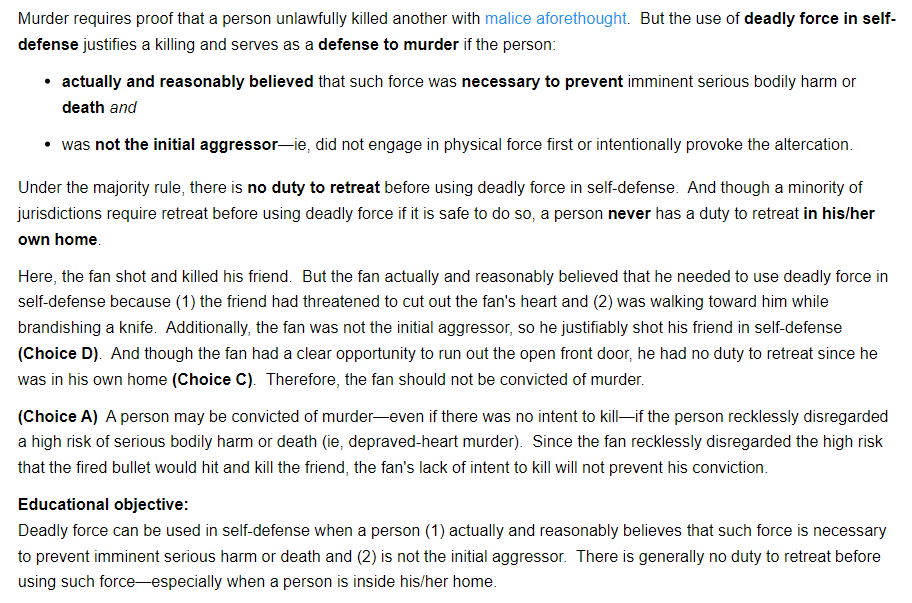 Murder requires proof that a person unlawfully killed another with malice aforethought.  But the use of deadly force in self-
defense justifies a killing and serves as a defense to murder if the person:
• actually and reasonably believed that such force was necessary to prevent imminent serious bodily harm or
death and
• was not the initial aggressor—ie, did not engage in physical force first or intentionally provoke the altercation.
Under the majority rule, there is no duty to retreat before using deadly force in self-defense.  And though a minority of
jurisdictions require retreat before using deadly force if it is safe to do so, a person never has a duty to retreat in his/her
own home.
Here, the fan shot and killed his friend.  But the fan actually and reasonably believed that he needed to use deadly force in
self-defense because (1) the friend had threatened to cut out the fan's heart and (2) was walking toward him while
brandishing a knife.  Additionally, the fan was not the initial aggressor, so he justifiably shot his friend in self-defense
(Choice D).  And though the fan had a clear opportunity to run out the open front door, he had no duty to retreat since he
was in his own home (Choice C).  Therefore, the fan should not be convicted of murder.
(Choice A)  A person may be convicted of murder—even if there was no intent to kill—if the person recklessly disregarded
a high risk of serious bodily harm or death (ie, depraved-heart murder).  Since the fan recklessly disregarded the high risk
that the fired bullet would hit and kill the friend, the fan's lack of intent to kill will not prevent his conviction.
Educational objective:
Deadly force can be used in self-defense when a person (1) actually and reasonably believes that such force is necessary
to prevent imminent serious harm or death and (2) is not the initial aggressor.  There is generally no duty to retreat before
using such force—especially when a person is inside his/her home.